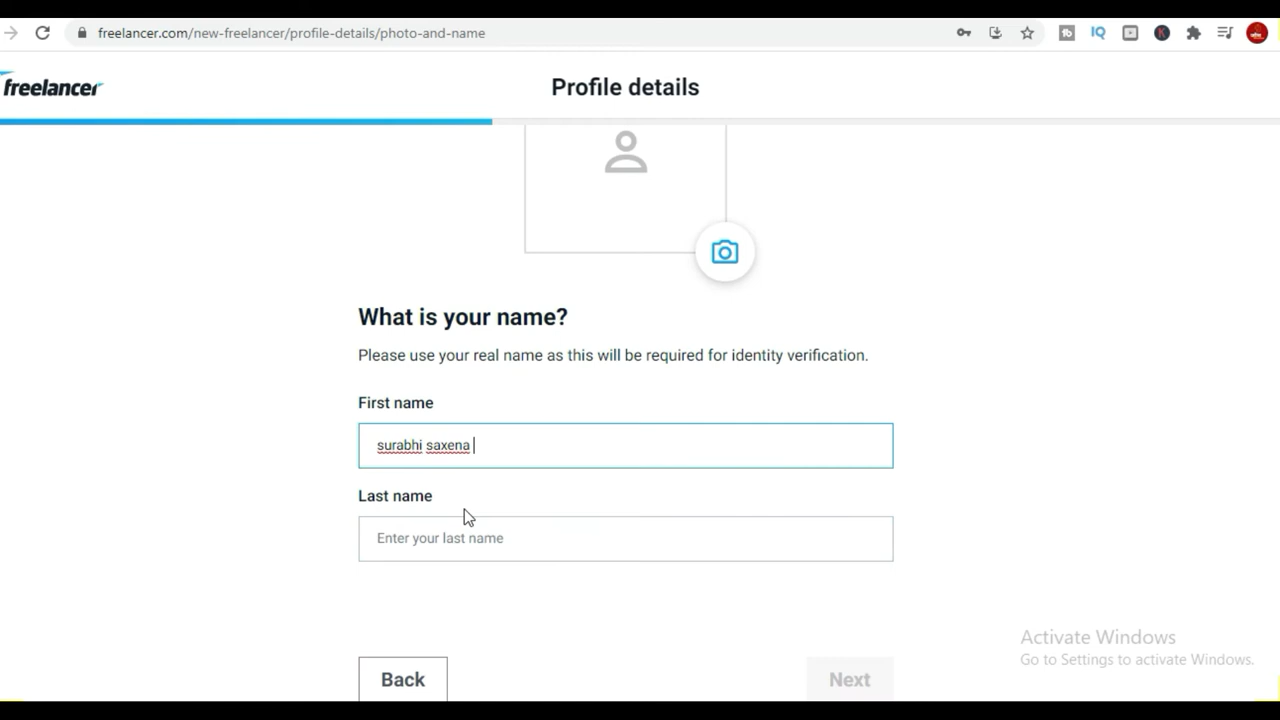 freelancer.com/new-freelancer/profile-details/photo-and-name
freelancer
Profile details
What is your name?
Please use your real name as this will be required for identity verification.
First name
surabhi saxena
Last name
Enter your last name
Activate Windows
Go to Settings to activate Windows.
Back
Next